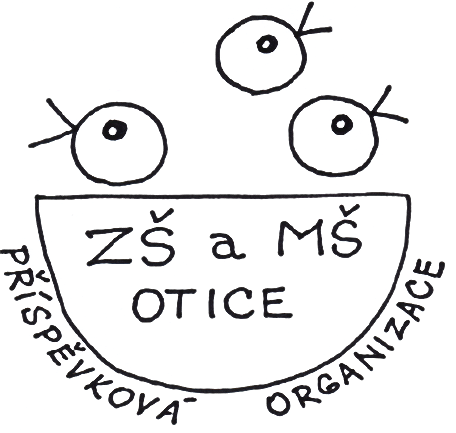 ZŠ a MŠ
OTICE
PŘÍSPĚVKOVÁ ORGANIZACE